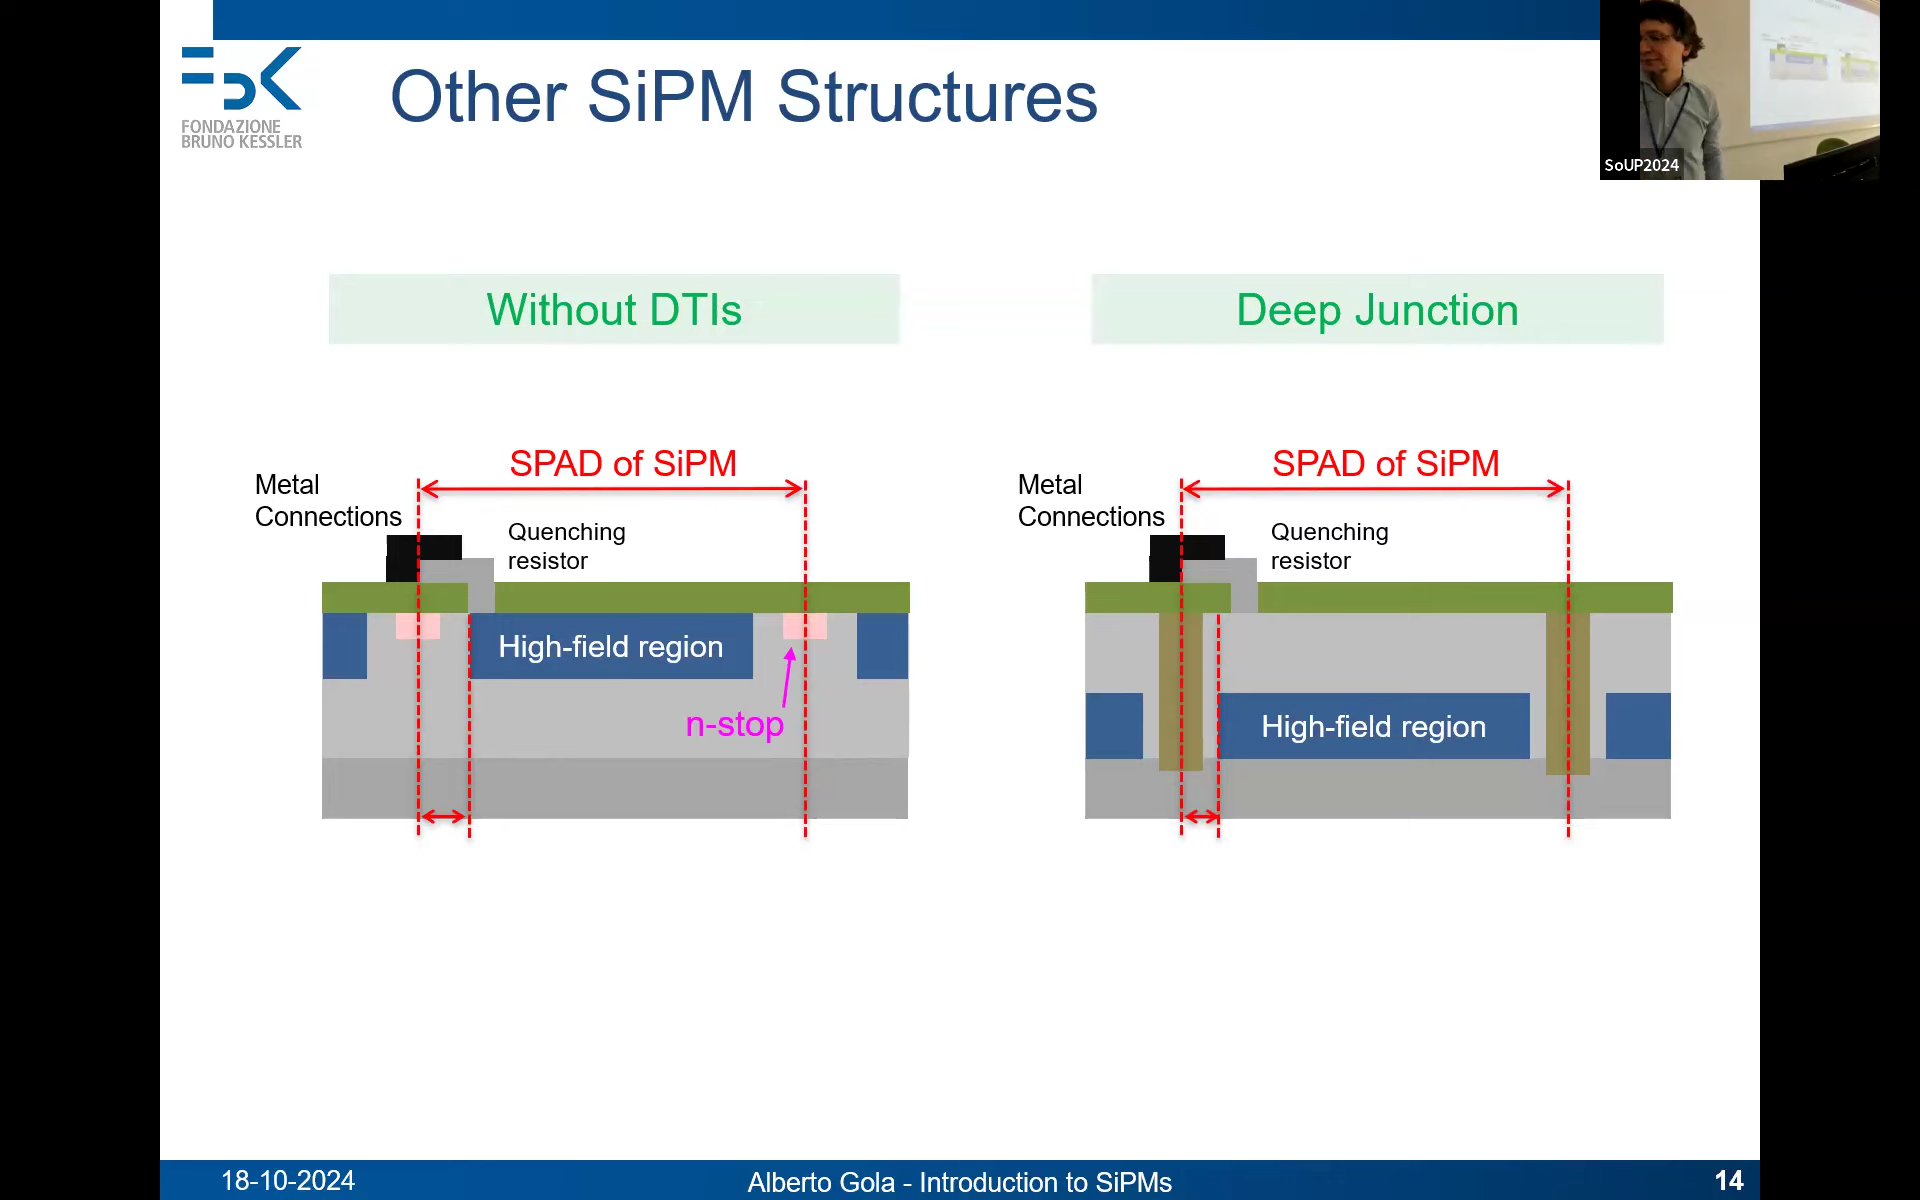 FBK
FONDAZIONE
BRUNO KESSLER
Other SiPM Structures
SoUP2024
Without DTIs
SPAD of SiPM
Metal
Connections
Quenching
resistor
High-field region
n-stop
Deep Junction
SPAD of SiPM
Metal
Connections
Quenching
resistor
High-field region
18-10-2024
Alberto Gola - Introduction to SiPMs
14